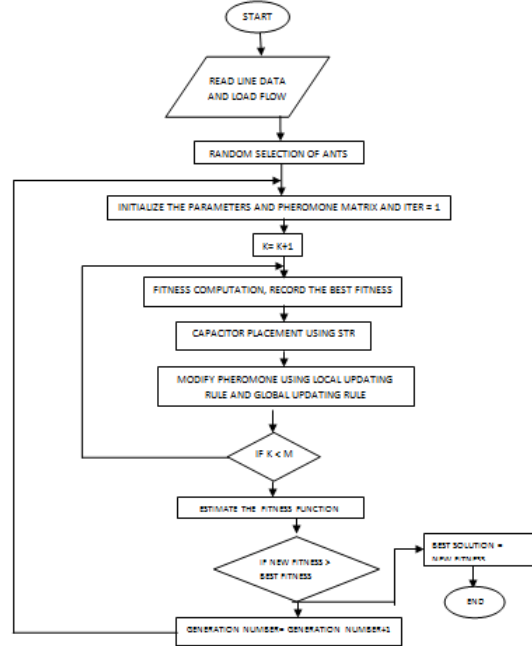 START
READ LINE DATA
AND LOAD FLOW
RANDOM SELECTION OF ANTS
INITIALIZE THE PARAMETERS AND PHEROMONE MATRIX AND ITER = 1
K= K+1
FITNESS COMPUTATION, RECORD THE BEST FITNESS
CAPACITOR PLACEMENT USING STR
MODIFY PHEROMONE USING LOCAL UPDATING
RULE AND GLOBAL UPDATING RULE
IF K < M
ESTIMATE THE FITNESS FUNCTION
IF NEW FITNESS >
BEST FITNESS
BEST SOLUTION =
NEW FITNESS
END
GENERATION NUMBER= GENERATION NUMBER+1